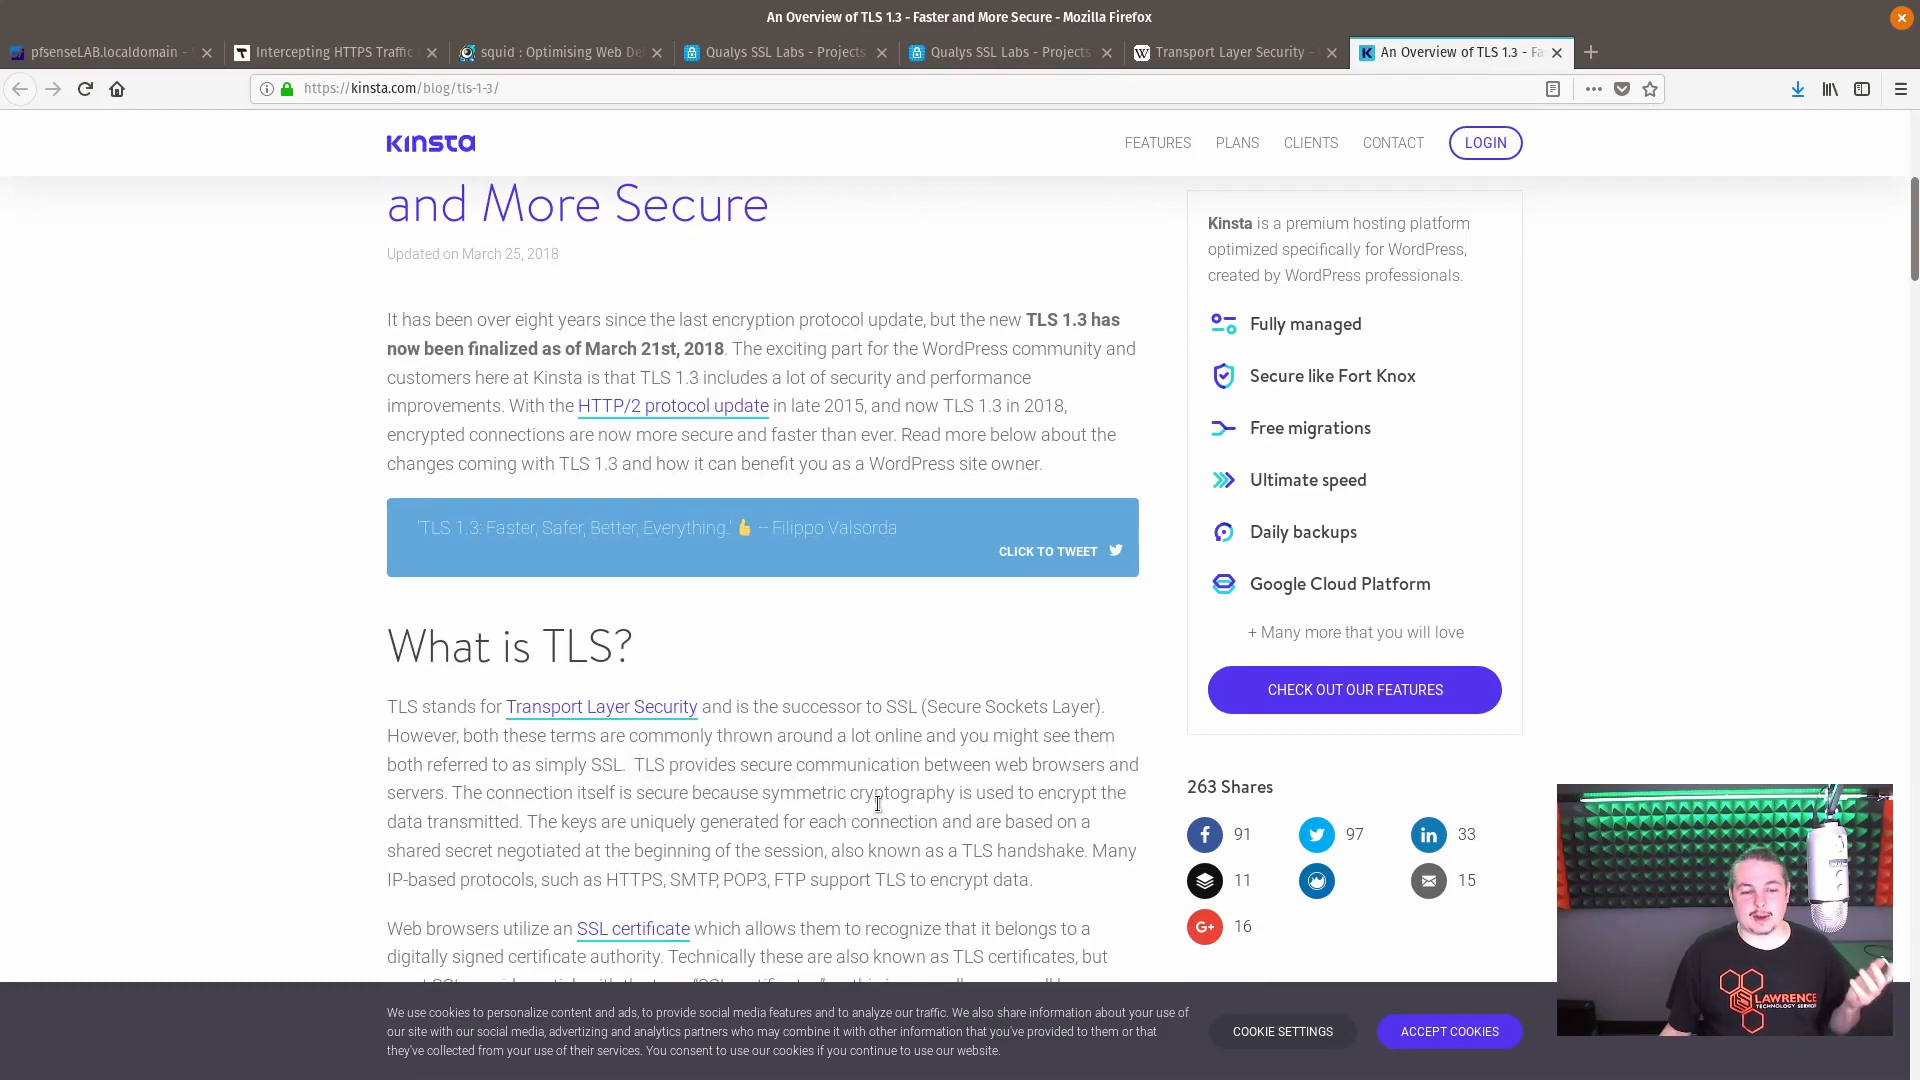 An Overview of TLS 1.3 - Faster and More Secure - Mozilla Firefox
pfsenseLAB.localdomain -
Intercepting HTTPS Traffic
squid : Optimising Web De
Qualys SSL Labs - Projects
Qualys SSL Labs - Projects
Transport Layer Security -
An Overview of TLS 1.3 - Fa
https://kinsta.com/blog/tls-1-3/
KINSTA
FEATURES
PLANS
CLIENTS
CONTACT
LOGIN
and More Secure
Updated on March 25, 2018
It has been over eight years since the last encryption protocol update, but the new TLS 1.3 has
now been finalized as of March 21st, 2018. The exciting part for the WordPress community and
customers here at Kinsta is that TLS 1.3 includes a lot of security and performance
improvements. With the HTTP/2 protocol update in late 2015, and now TLS 1.3 in 2018,
encrypted connections are now more secure and faster than ever. Read more below about the
changes coming with TLS 1.3 and how it can benefit you as a WordPress site owner.
'TLS 1.3: Faster, Safer, Better, Everything.' 👍 – Filippo Valsorda
CLICK TO TWEET
What is TLS?
TLS stands for Transport Layer Security and is the successor to SSL (Secure Sockets Layer).
However, both these terms are commonly thrown around a lot online and you might see them
both referred to as simply SSL. TLS provides secure communication between web browsers and
servers. The connection itself is secure because symmetric cryptography is used to encrypt the
data transmitted. The keys are uniquely generated for each connection and are based on a
shared secret negotiated at the beginning of the session, also known as a TLS handshake. Many
IP-based protocols, such as HTTPS, SMTP, POP3, FTP support TLS to encrypt data.
Web browsers utilize an SSL certificate which allows them to recognize that it belongs to a
digitally signed certificate authority. Technically these are also known as TLS certificates, but
Kinsta is a premium hosting platform
optimized specifically for WordPress,
created by WordPress professionals.
Fully managed
Secure like Fort Knox
Free migrations
Ultimate speed
Daily backups
Google Cloud Platform
+ Many more that you will love
CHECK OUT OUR FEATURES
263 Shares
91
97
33
11
15
G+ 16
We use cookies to personalize content and ads, to provide social media features and to analyze our traffic. We also share information about your use of
our site with our social media, advertising and analytics partners who may combine it with other information that you've provided to them or that
they've collected from your use of their services. You consent to use our cookies if you continue to use our website.
COOKIE SETTINGS
ACCEPT COOKIES
LAWRENCE